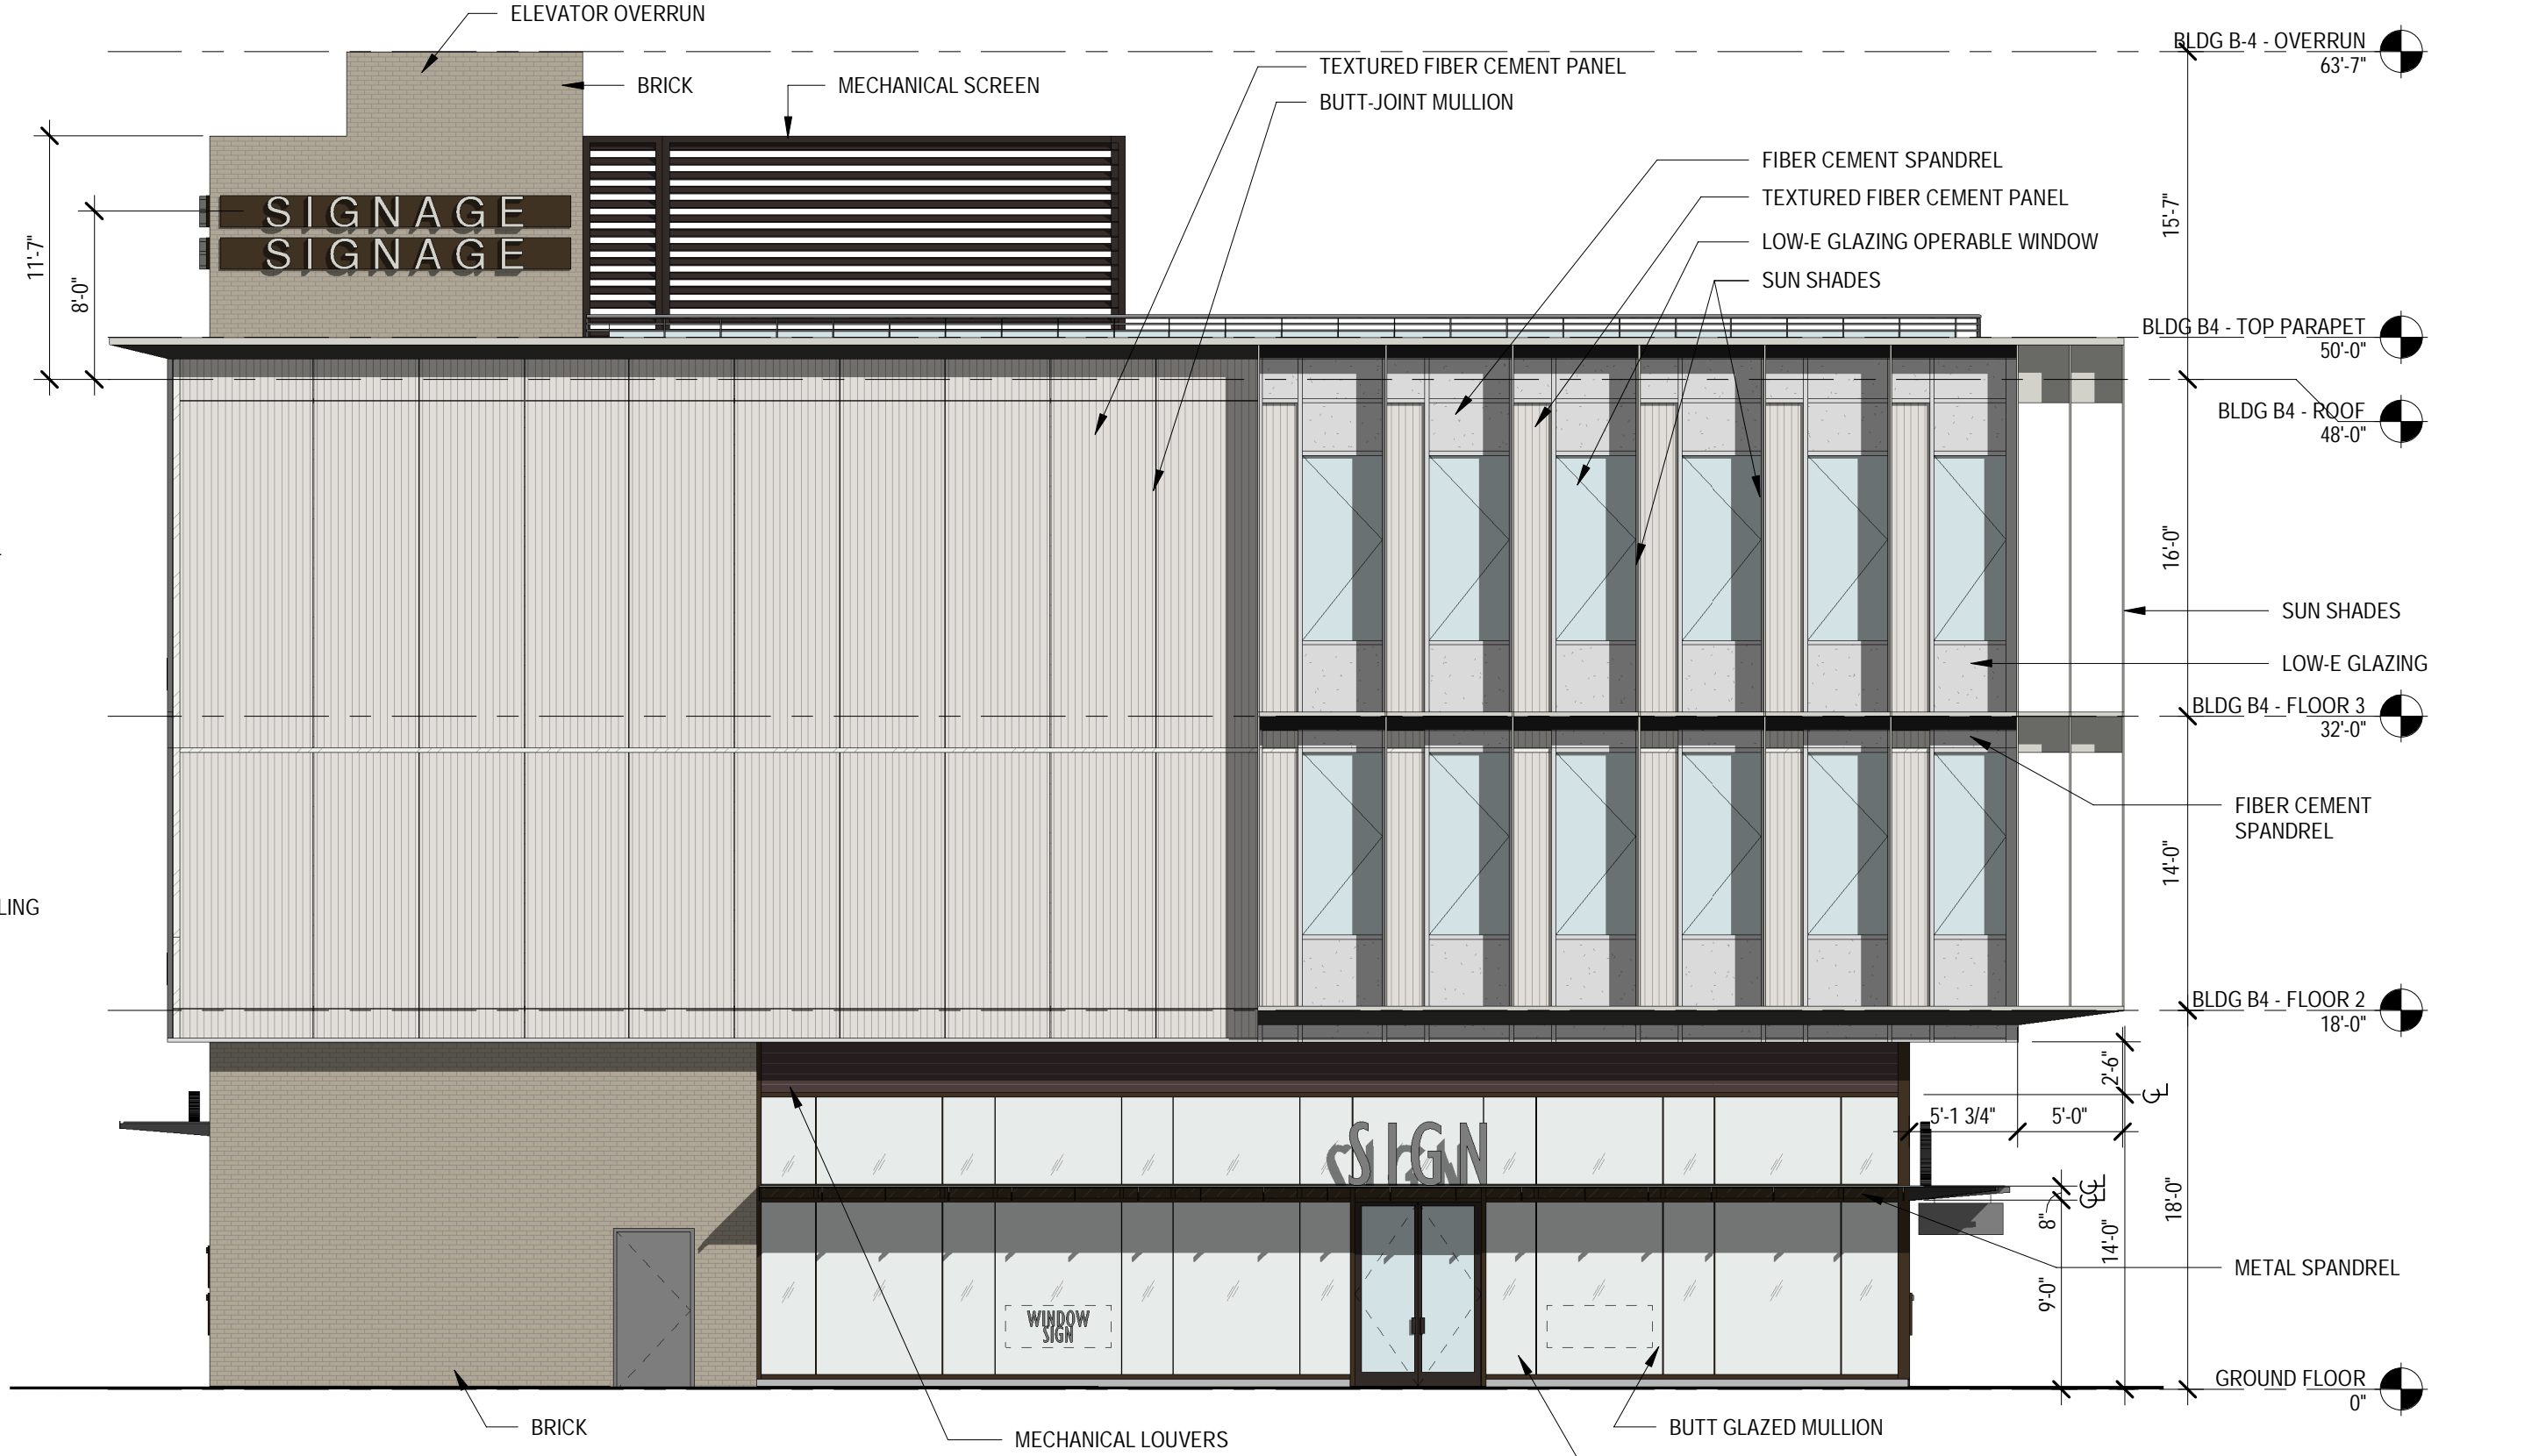 ELEVATOR OVERRUN
BLDG B-4 - OVERRUN
63'-7"
TEXTURED FIBER CEMENT PANEL
BRICK
MECHANICAL SCREEN
BUTT-JOINT MULLION
FIBER CEMENT SPANDREL
TEXTURED FIBER CEMENT PANEL
SIGNAGE
SIGNAGE
15'-7"
11'-7"
8'-0"
LOW-E GLAZING OPERABLE WINDOW
SUN SHADES
BLDG B4 - TOP PARAPET
50'-0"
BLDG B4 - ROOF
48'-0"
16'-0"
SUN SHADES
LOW-E GLAZING
BLDG B4 - FLOOR 3
32'-0"
FIBER CEMENT
SPANDREL
14'-0"
LING
BLDG B4 - FLOOR 2
18'-0"
2'-6"
CL
5'-1 3/4"
5'-0"
SIGN
CL
CL
8"
14'-0"
18'-0"
METAL SPANDREL
9'-0"
WINDOW
SIGN
GROUND FLOOR
0"
BRICK
MECHANICAL LOUVERS
BUTT GLAZED MULLION